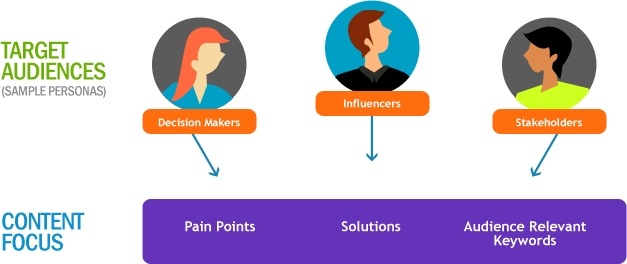 TARGET
AUDIENCES
(SAMPLE PERSONAS)
Decision Makers
Influencers
Stakeholders
CONTENT
FOCUS
Pain Points
Solutions
Audience Relevant
Keywords